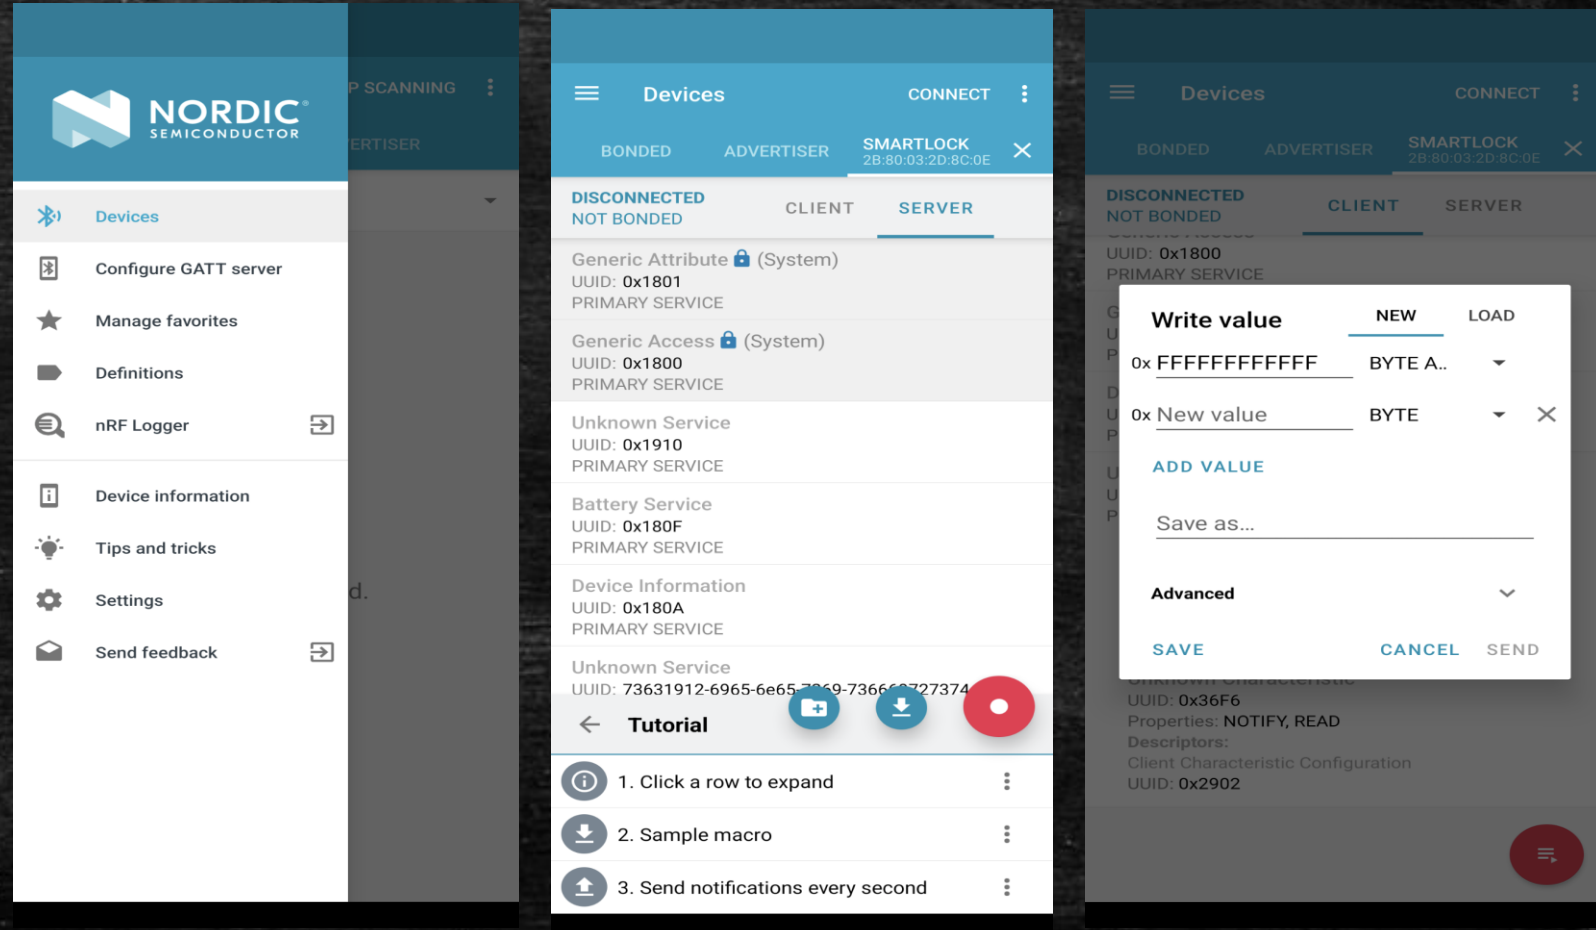 NORDIC
SEMICONDUCTOR
P SCANNING
ERTISER
Devices
Configure GATT server
Manage favorites
Definitions
nRF Logger
Device information
Tips and tricks
Settings
Send feedback
d.
Devices
CONNECT
BONDED
ADVERTISER
SMARTLOCK
2B:80:03:2D:8C:0E
DISCONNECTED
NOT BONDED
CLIENT
SERVER
Generic Attribute (System)
UUID: 0x1801
PRIMARY SERVICE
Generic Access (System)
UUID: 0x1800
PRIMARY SERVICE
Unknown Service
UUID: 0x1910
PRIMARY SERVICE
Battery Service
UUID: 0x180F
PRIMARY SERVICE
Device Information
UUID: 0x180A
PRIMARY SERVICE
Unknown Service
UUID:
Tutorial
1. Click a row to expand
2. Sample macro
3. Send notifications every second
Devices
CONNECT
BONDED
ADVERTISER
SMARTLOCK
2B:80:03:2D:8C:0E
DISCONNECTED
NOT BONDED
CLIENT
SERVER
Generic Access
UUID: 0x1800
PRIMARY SERVICE
Write value
NEW
LOAD
0x FFFFFFFFFFFF BYTE A..
0x New value BYTE
ADD VALUE
Save as...
Advanced
SAVE
CANCEL
SEND
Unknown Characteristic
UUID: 0x36F6
Properties: NOTIFY, READ
Descriptors:
Client Characteristic Configuration
UUID: 0x2902